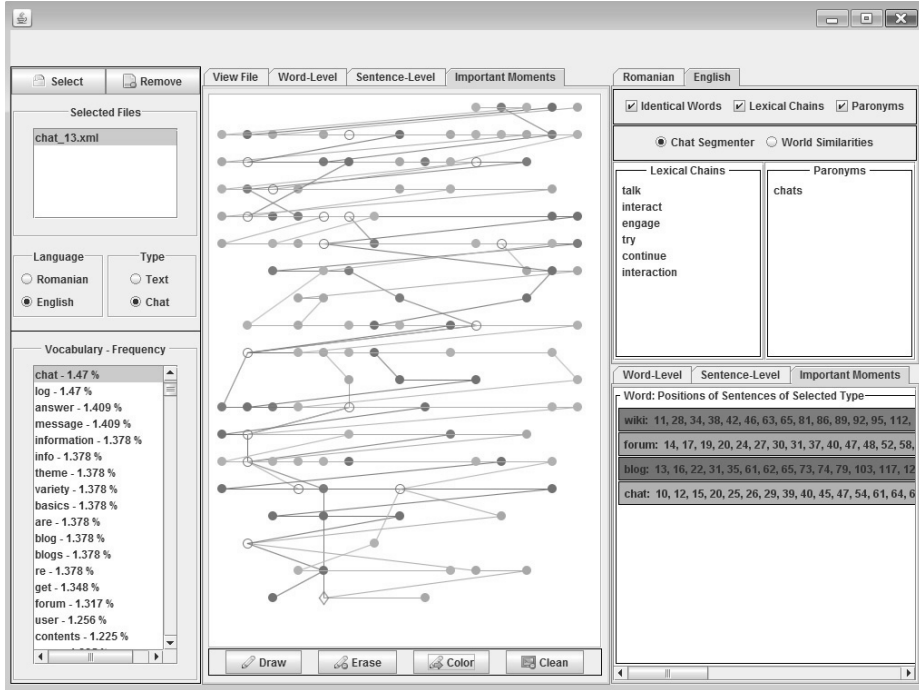 Select
Remove
Selected Files
chat_13.xml
Language
Type
Romanian
Text
English
Chat
Vocabulary - Frequency
chat - 1.47 %
log - 1.47 %
answer - 1.409 %
message - 1.409 %
information - 1.378 %
info - 1.378 %
theme - 1.378 %
variety - 1.378 %
basics - 1.378 %
are - 1.378 %
blog - 1.378 %
blogs - 1.378 %
re - 1.378 %
get - 1.348 %
forum - 1.317 %
user - 1.256 %
contents - 1.225 %
View File
Word-Level
Sentence-Level
Important Moments
Draw
Erase
Color
Clean
Romanian
English
Identical Words
Lexical Chains
Paronyms
Chat Segmenter
World Similarities
Lexical Chains
talk
interact
engage
try
continue
interaction
Paronyms
chats
Word-Level
Sentence-Level
Important Moments
Word: Positions of Sentences of Selected Type
wiki: 11, 28, 34, 38, 42, 46, 63, 65, 81, 86, 89, 92, 95, 112,
forum: 14, 17, 19, 20, 24, 27, 30, 31, 37, 40, 47, 48, 52, 58,
blog: 13, 16, 22, 31, 35, 61, 62, 65, 73, 74, 79, 103, 117, 12
chat: 10, 12, 15, 20, 25, 26, 29, 39, 40, 45, 47, 54, 61, 64, 6